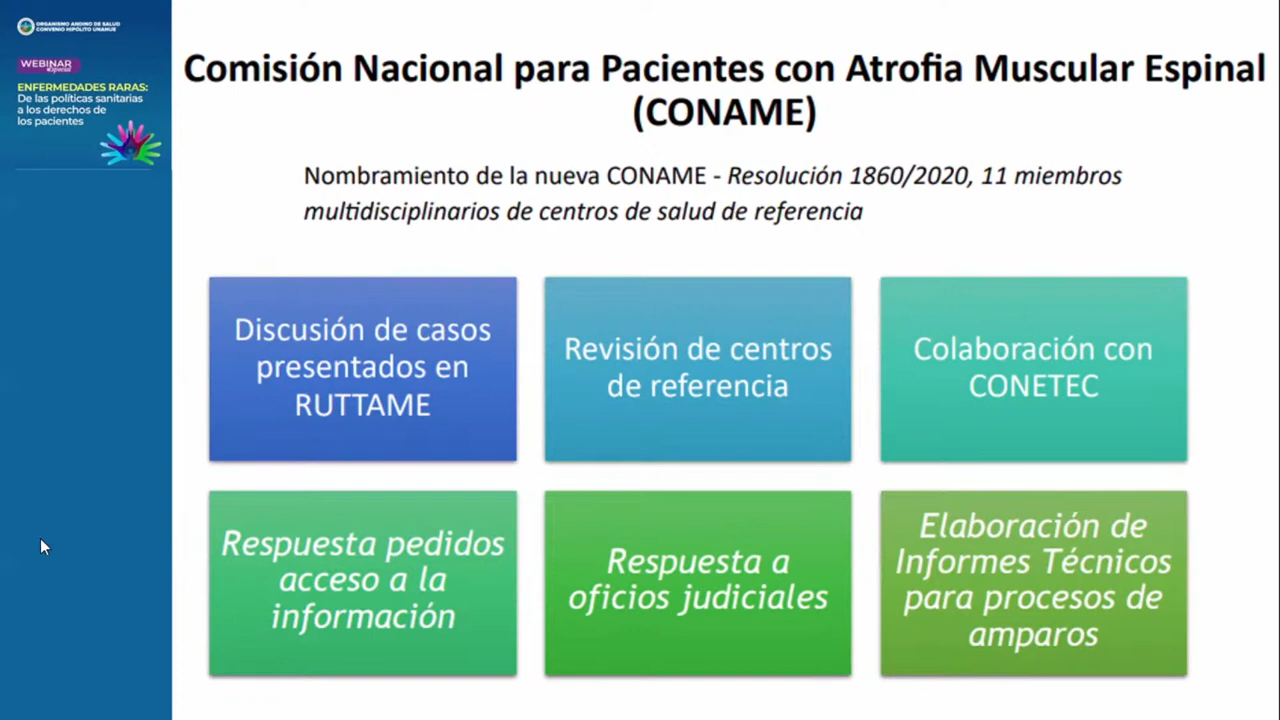 ORGANISMO ANDINO DE SALUD
CONVENIO HIPÓLITO UNANUE
WEBINAR
Especial
ENFERMEDADES RARAS:
De las políticas sanitarias
a los derechos de
los pacientes
Comisión Nacional para Pacientes con Atrofia Muscular Espinal
(CONAME)
Nombramiento de la nueva CONAME - Resolución 1860/2020, 11 miembros
multidisciplinarios de centros de salud de referencia
Discusión de casos
presentados en
RUTTAME
Revisión de centros
de referencia
Colaboración con
CONETEC
Respuesta pedidos
acceso a la
información
Respuesta a
oficios judiciales
Elaboración de
Informes Técnicos
para procesos de
amparos